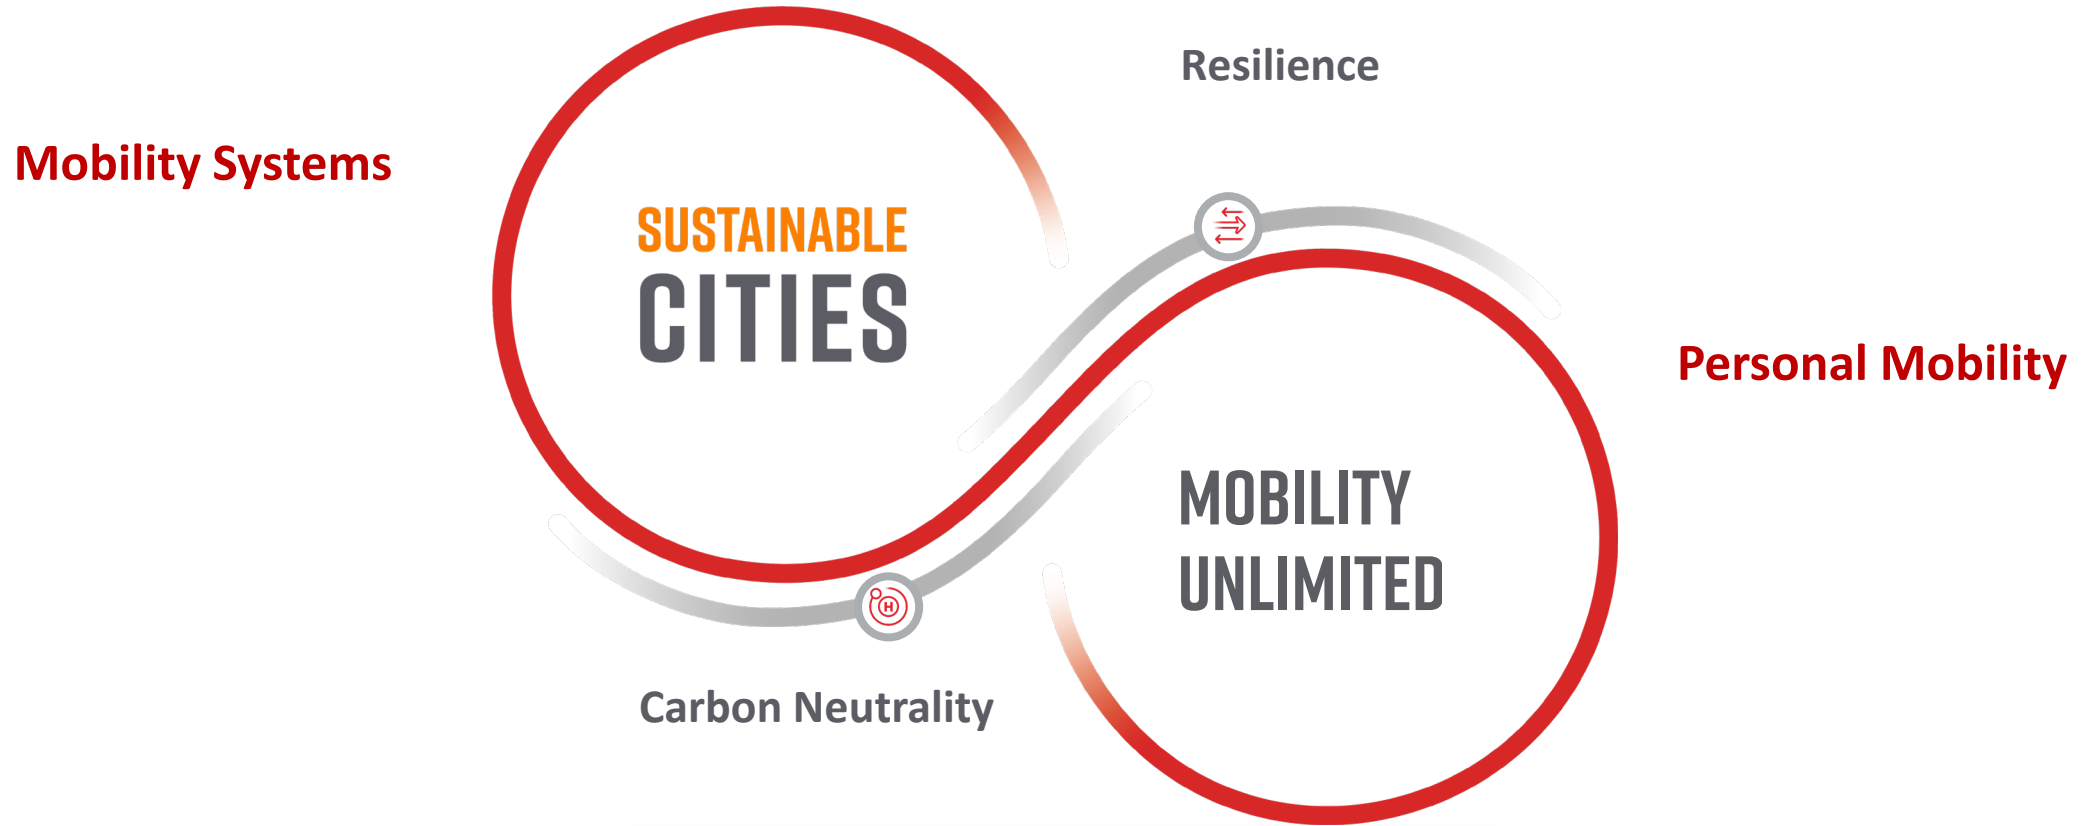 Resilience
Mobility Systems
SUSTAINABLE
CITIES
Personal Mobility
MOBILITY
UNLIMITED
H
Carbon Neutrality